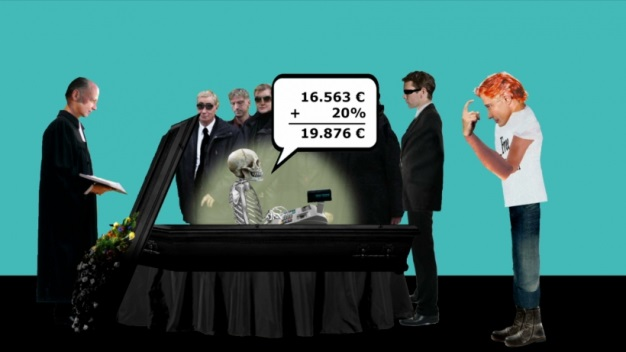 16.563 €
+ 20%
19.876 €